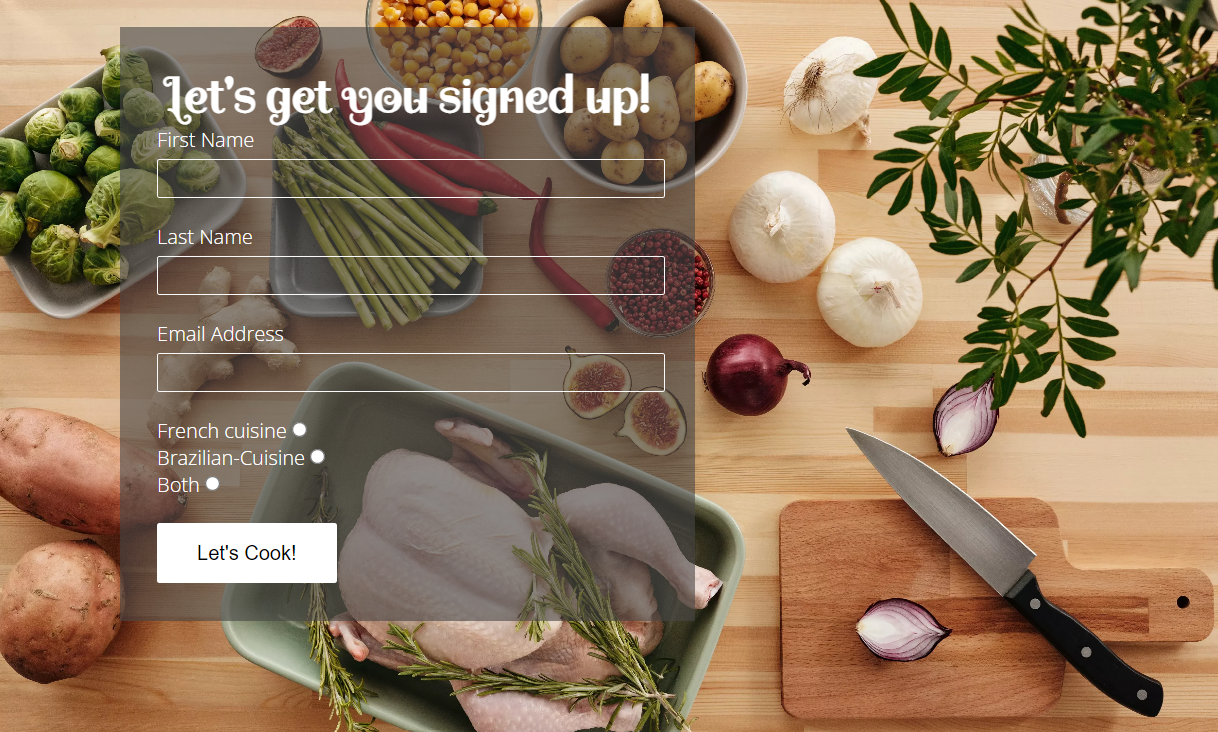 Let's get you signed up!
First Name
Last Name
Email Address
French cuisine
Brazilian-Cuisine
Both
Let's Cook!